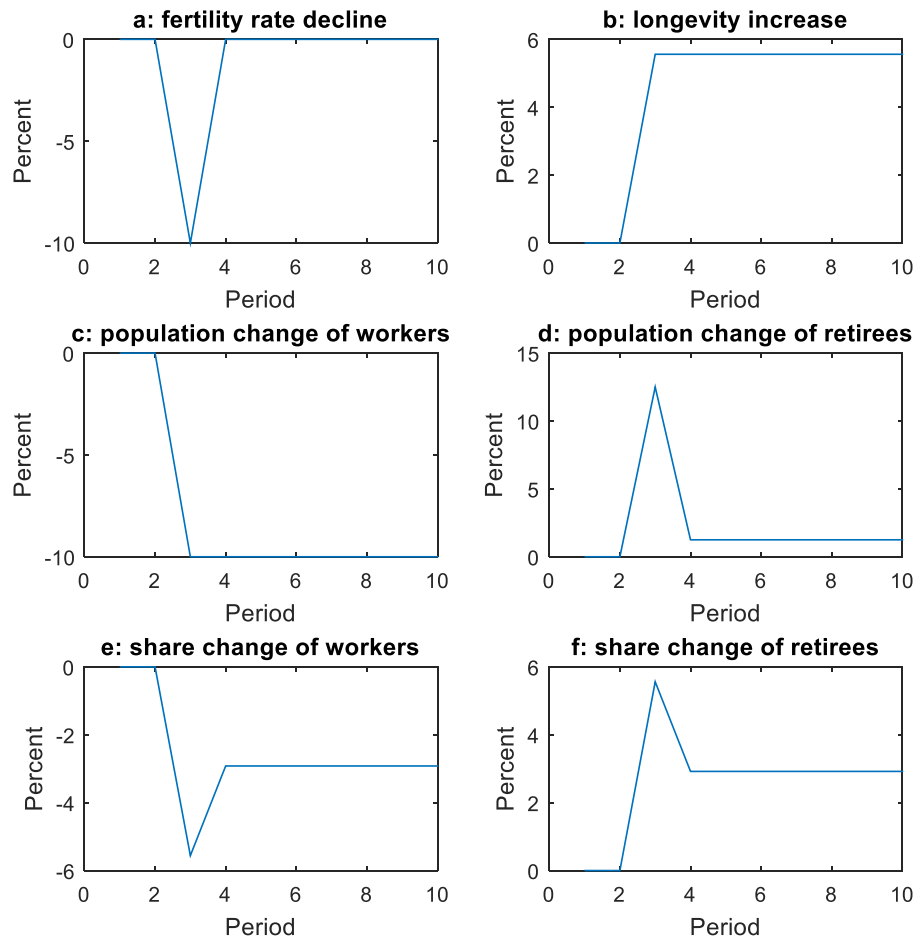 a: fertility rate decline
0
-5
-10
Percent
0 2 4 6 8 10
Period
b: longevity increase
6
4
2
0
Percent
0 2 4 6 8 10
Period
c: population change of workers
0
-5
-10
Percent
0 2 4 6 8 10
Period
d: population change of retirees
15
10
5
0
Percent
0 2 4 6 8 10
Period
e: share change of workers
0
-2
-4
-6
Percent
0 2 4 6 8 10
Period
f: share change of retirees
6
4
2
0
Percent
0 2 4 6 8 10
Period